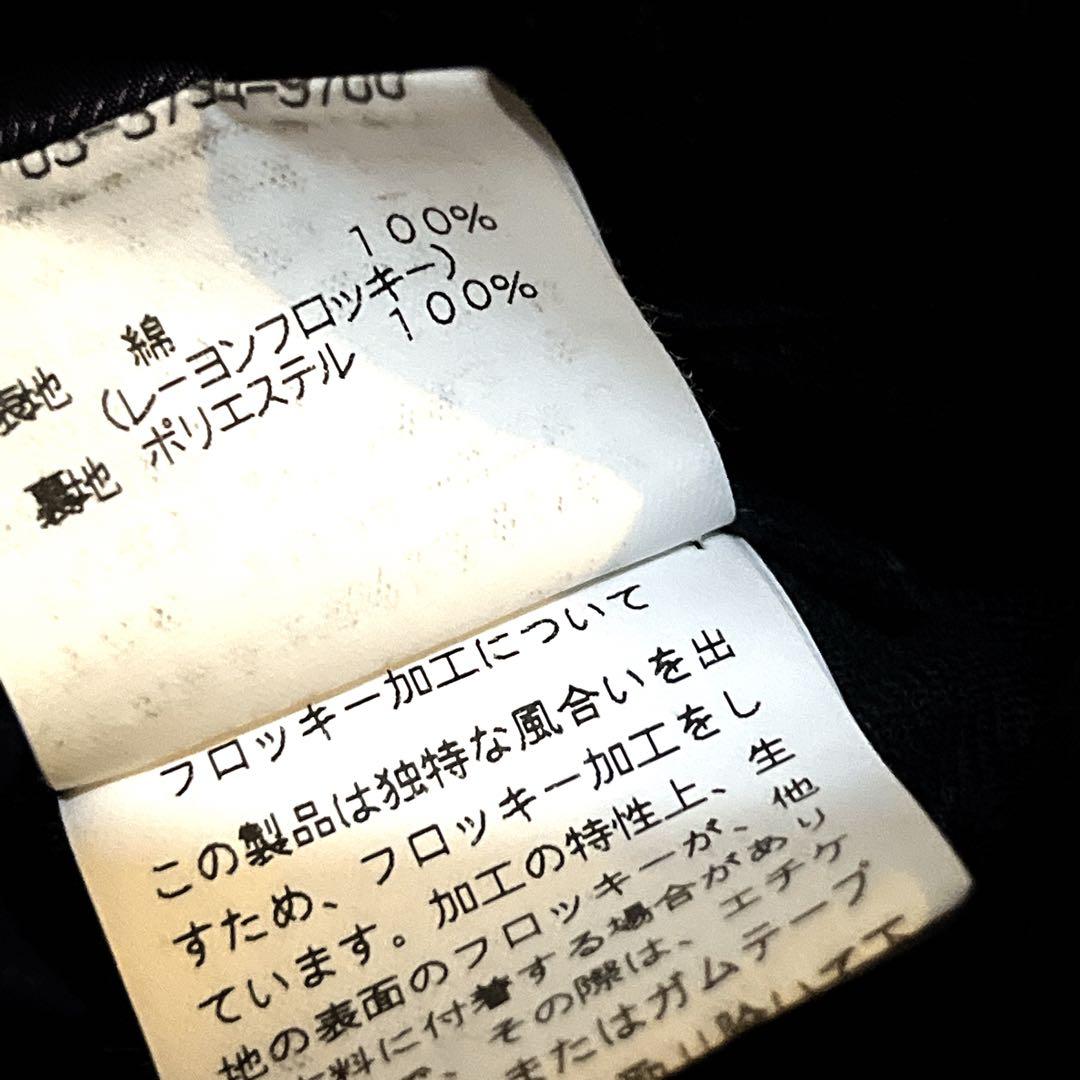 03-3794-9700
表地 綿 100%
(レーヨンフロッキー)
裏地 ポリエステル 100%
フロッキー加工について
この製品は独特な風合いを出
すため、フロッキー加工をし
ています。加工の特性上、生
地の表面のフロッキーが、他
衣料に付着する場合があり
その際は、エチケ
またはガムテープ